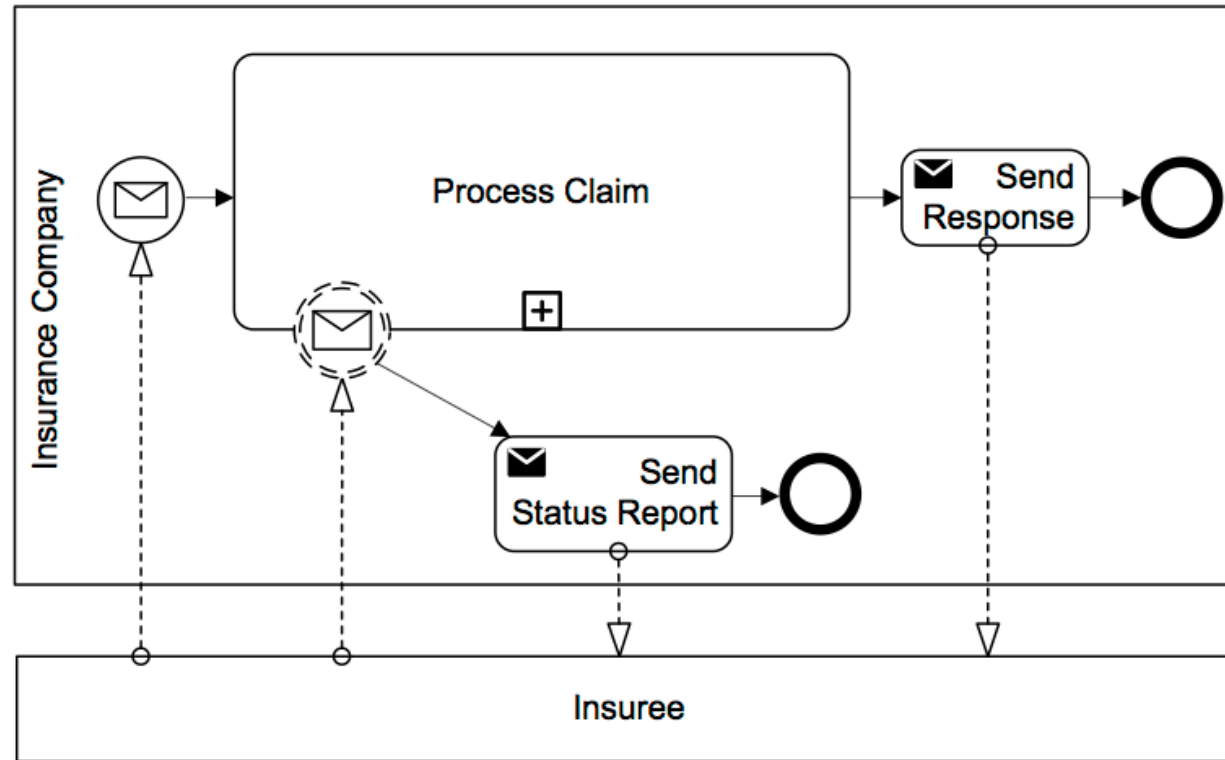 Insurance Company
Process Claim
Send
Response
Send
Status Report
Insuree